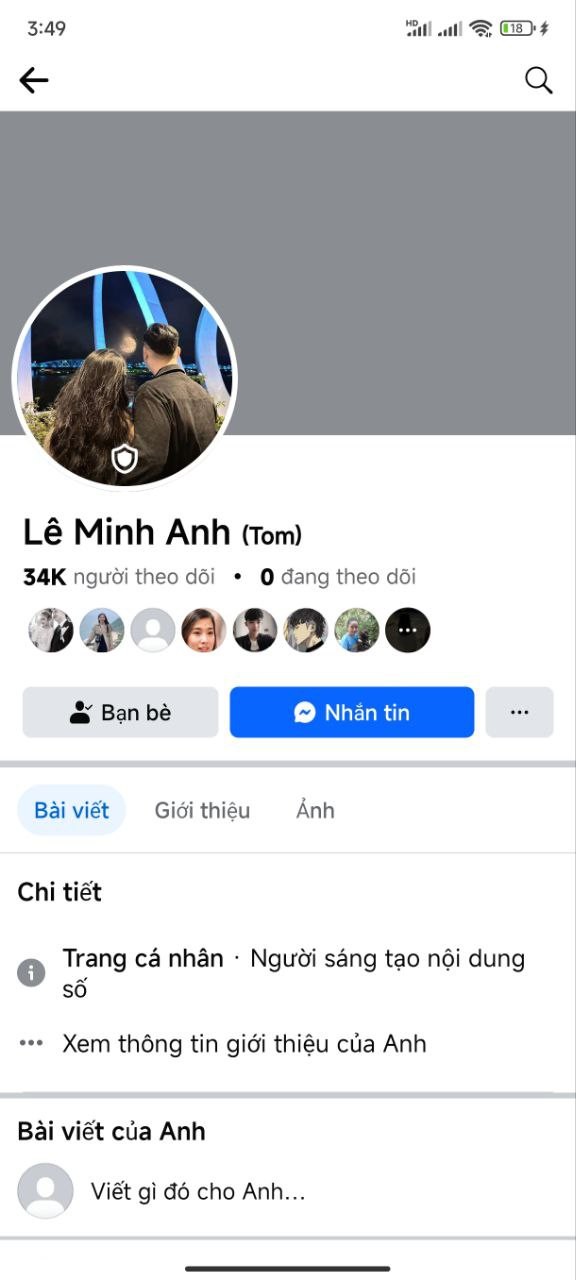 3:49
HD
18
Lê Minh Anh (Tom)
34K người theo dõi • 0 đang theo dõi
Bạn bè
Nhắn tin
Bài viết
Giới thiệu
Ảnh
Chi tiết
Trang cá nhân · Người sáng tạo nội dung
số
Xem thông tin giới thiệu của Anh
Bài viết của Anh
Viết gì đó cho Anh...